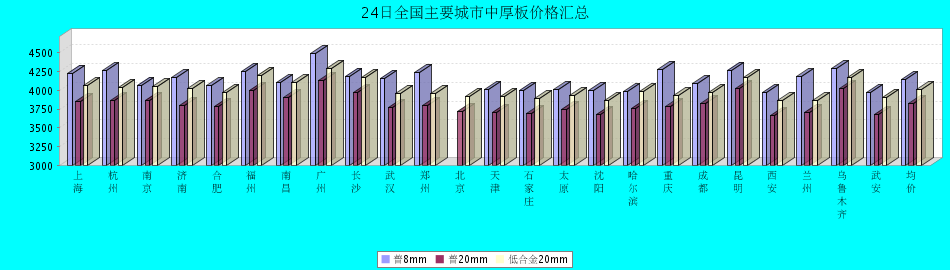 24日全国主要城市中厚板价格汇总
4500
4250
4000
3750
3500
3250
3000
上海
杭州
南京
济南
合肥
福州
南昌
广州
长沙
武汉
郑州
北京
天津
石家庄
太原
沈阳
哈尔滨
重庆
成都
昆明
西安
兰州
乌鲁木齐
武安
均价
普8mm 普20mm 低合金20mm